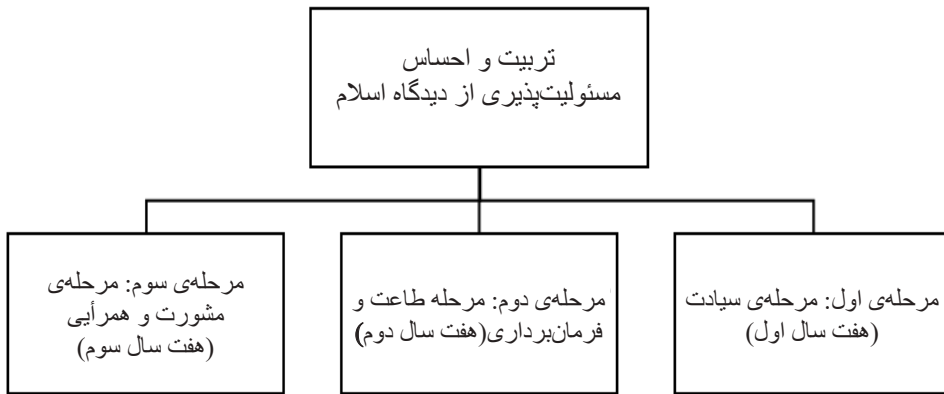 تربیت و احساس
مسئولیت‌پذیری از دیدگاه اسلام
مرحله‌ی اول: مرحله‌ی سیادت
(هفت سال اول)
مرحله‌ی دوم: مرحله طاعت و
فرمان‌برداری(هفت سال دوم)
مرحله‌ی سوم: مرحله‌ی
مشورت و همرأیی
(هفت سال سوم)